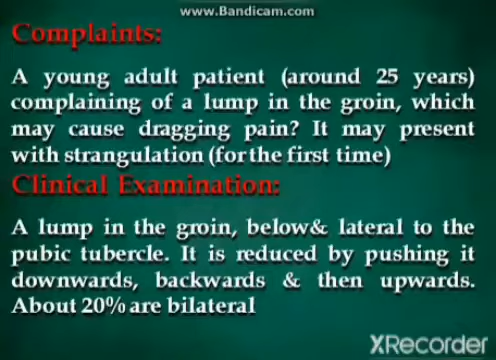 www.Bandicam.com
Complaints:
A young adult patient (around 25 years)
complaining of a lump in the groin, which
may cause dragging pain? It may present
with strangulation (for the first time)
Clinical Examination:
A lump in the groin, below& lateral to the
pubic tubercle. It is reduced by pushing it
downwards, backwards & then upwards.
About 20% are bilateral
XRecorder